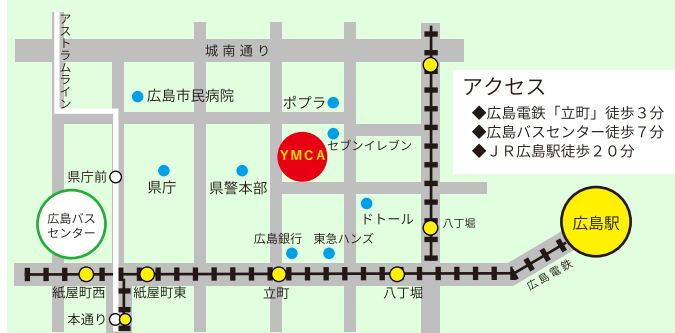 アストラムライン
城南通り
広島市民病院
ポプラ
アクセス
◆広島電鉄「立町」徒歩３分
◆広島バスセンター徒歩７分
◆ＪＲ広島駅徒歩２０分
セブンイレブン
YMCA
県庁前
県庁
県警本部
広島バス
センター
ドトール
八丁堀
広島駅
広島銀行
東急ハンズ
広島電鉄
紙屋町西
紙屋町東
立町
八丁堀
本通り